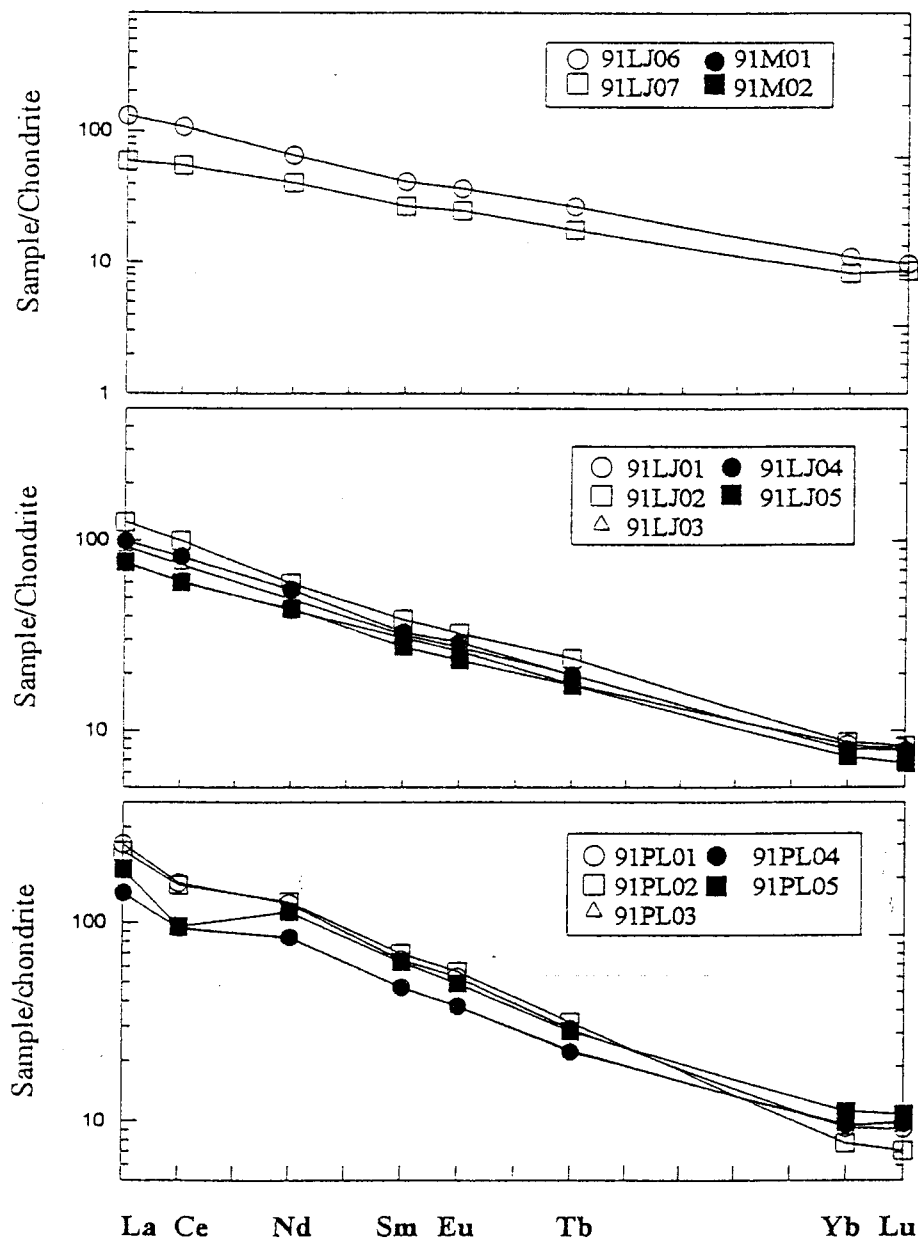 Sample/Chondrite
100
10
1
91LJ06 91M01
91LJ07 91M02
Sample/Chondrite
100
10
91LJ01 91LJ04
91LJ02 91LJ05
91LJ03
Sample/chondrite
100
10
91PL01 91PL04
91PL02 91PL05
91PL03
La Ce Nd Sm Eu Tb Yb Lu